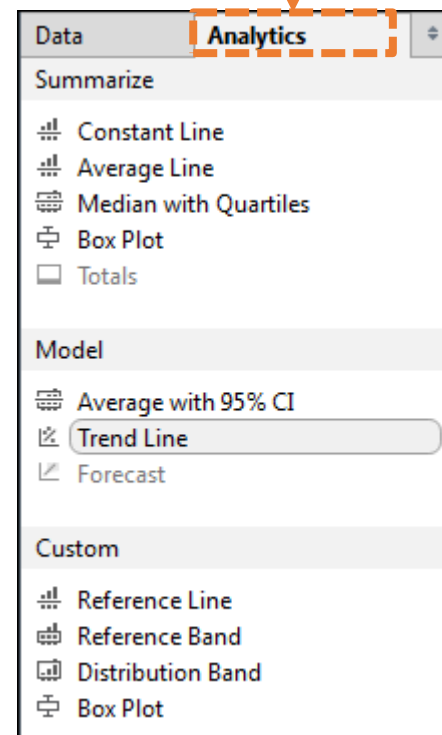 Data Analytics
Summarize
Constant Line
Average Line
Median with Quartiles
Box Plot
Totals
Model
Average with 95% CI
Trend Line
Forecast
Custom
Reference Line
Reference Band
Distribution Band
Box Plot